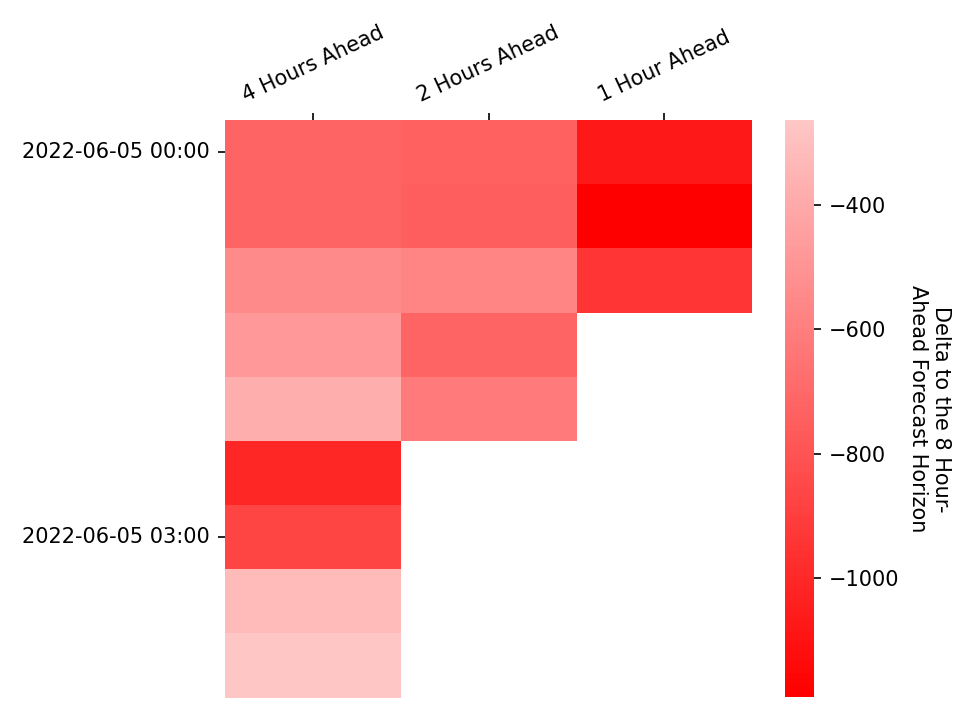 4 Hours Ahead
2 Hours Ahead
1 Hour Ahead
2022-06-05 00:00
2022-06-05 03:00
−400
−600
−800
−1000
Delta to the 8 Hour-
Ahead Forecast Horizon